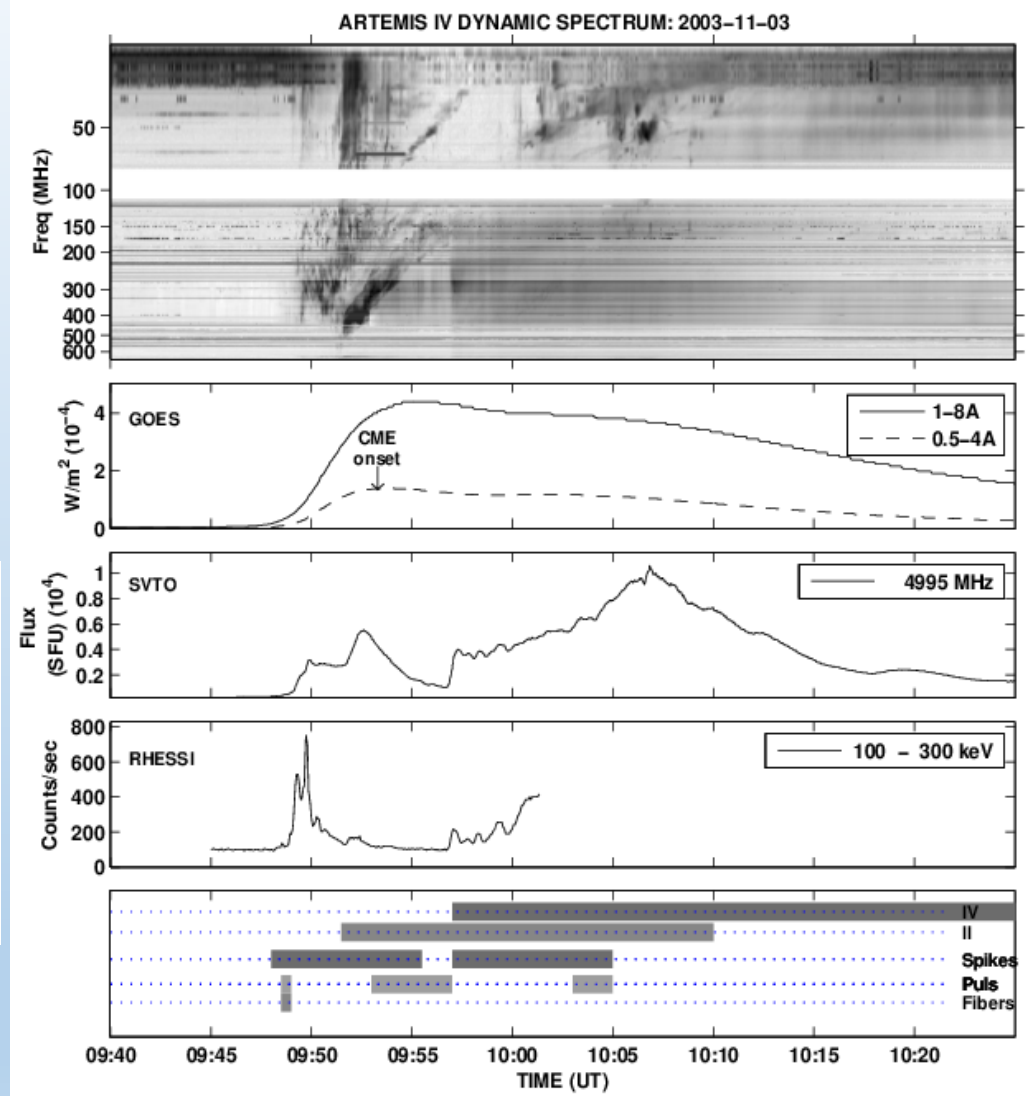 ARTEMIS IV DYNAMIC SPECTRUM: 2003−11−03
Freq (MHz)
50
100
150
200
300
400
500
600
W/m² (10⁻⁴)
4
2
0
GOES
CME
onset
1−8A
0.5−4A
Flux
(SFU) (10⁴)
1
0.8
0.6
0.4
0.2
SVTO
4995 MHz
Counts/sec
800
600
400
200
0
RHESSI
100 − 300 keV
IV
II
Spikes
Puls
Fibers
09:40 09:45 09:50 09:55 10:00 10:05 10:10 10:15 10:20
TIME (UT)